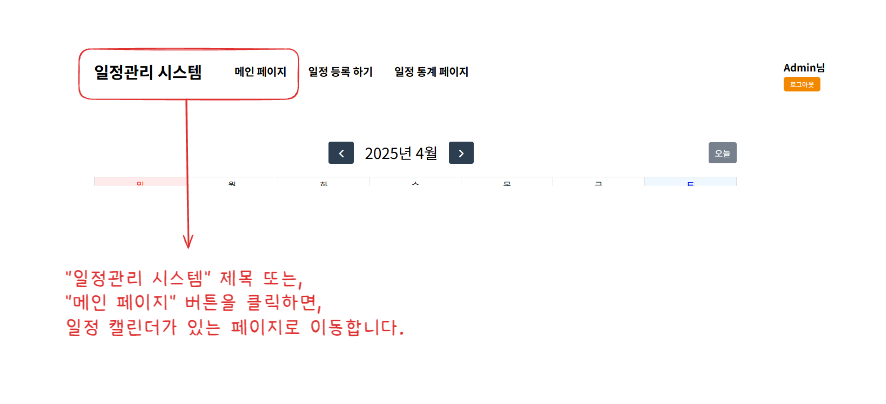 일정관리 시스템 메인 페이지 일정 등록 하기 일정 통계 페이지 Admin님
로그아웃
2025년 4월 오늘
일 월 화 수 목 금 토
"일정관리 시스템" 제목 또는,
"메인 페이지" 버튼을 클릭하면,
일정 캘린더가 있는 페이지로 이동합니다.